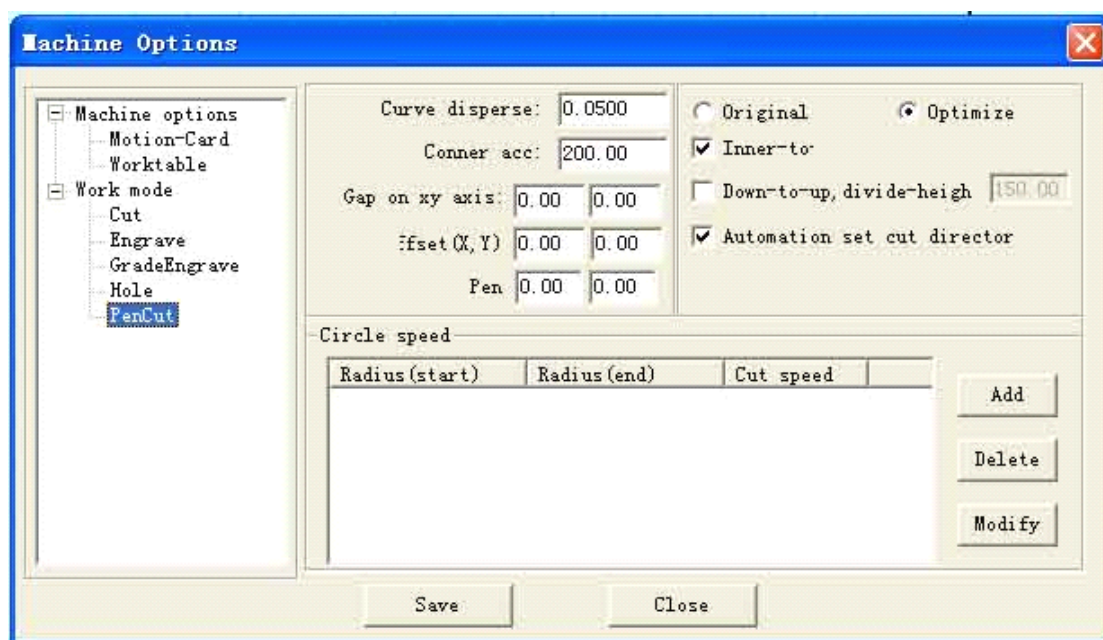 Machine Options
Machine options
Motion-Card
Worktable
Work mode
Cut
Engrave
GradeEngrave
Hole
PenCut
Curve disperse: 0.0500
Conner acc: 200.00
Gap on xy axis: 0.00 0.00
ffset(X,Y) 0.00 0.00
Pen 0.00 0.00
Original Optimize
Inner-to-
Down-to-up,divide-heigh 150.00
Automation set cut director
Circle speed
Radius(start) Radius(end) Cut speed
Add
Delete
Modify
Save Close